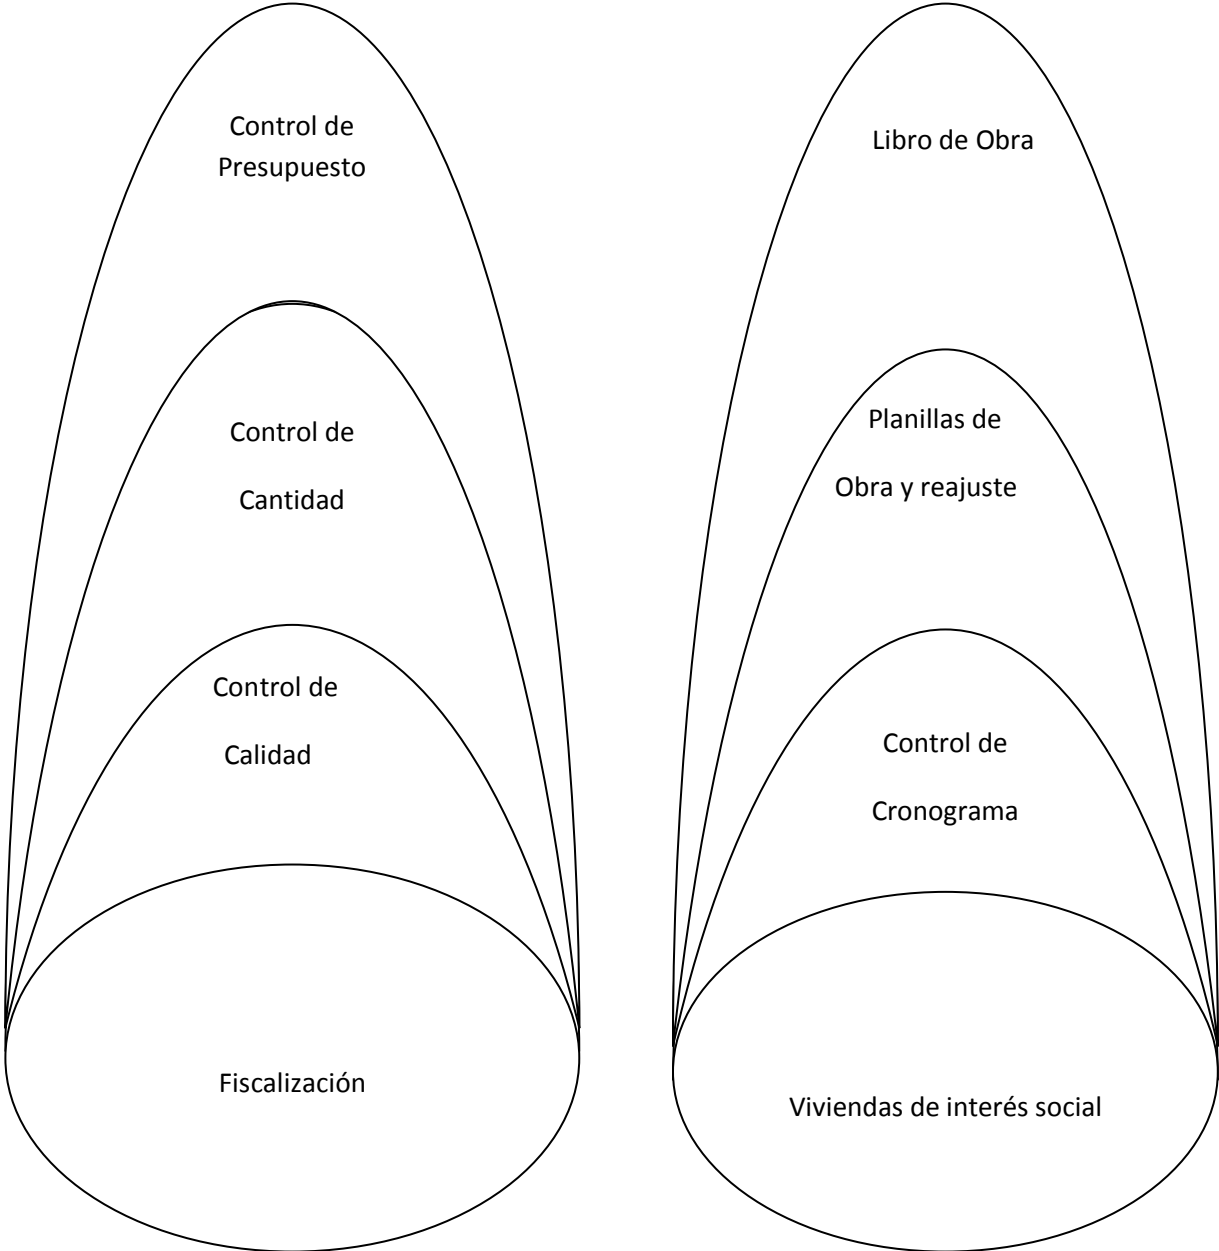 Control de
Presupuesto
Control de
Cantidad
Control de
Calidad
Fiscalización
Libro de Obra
Planillas de
Obra y reajuste
Control de
Cronograma
Viviendas de interés social